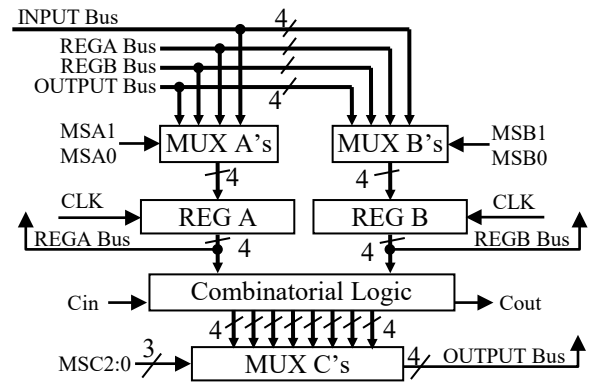 INPUT Bus
4
REGA Bus
REGB Bus
OUTPUT Bus
4
MSA1
MSA0
MUX A's
MUX B's
MSB1
MSB0
4
4
CLK
REG A
REG B
CLK
REGA Bus
4
4
REGB Bus
Cin
Combinatorial Logic
Cout
4
4
MSC2:0
3
MUX C's
4
OUTPUT Bus